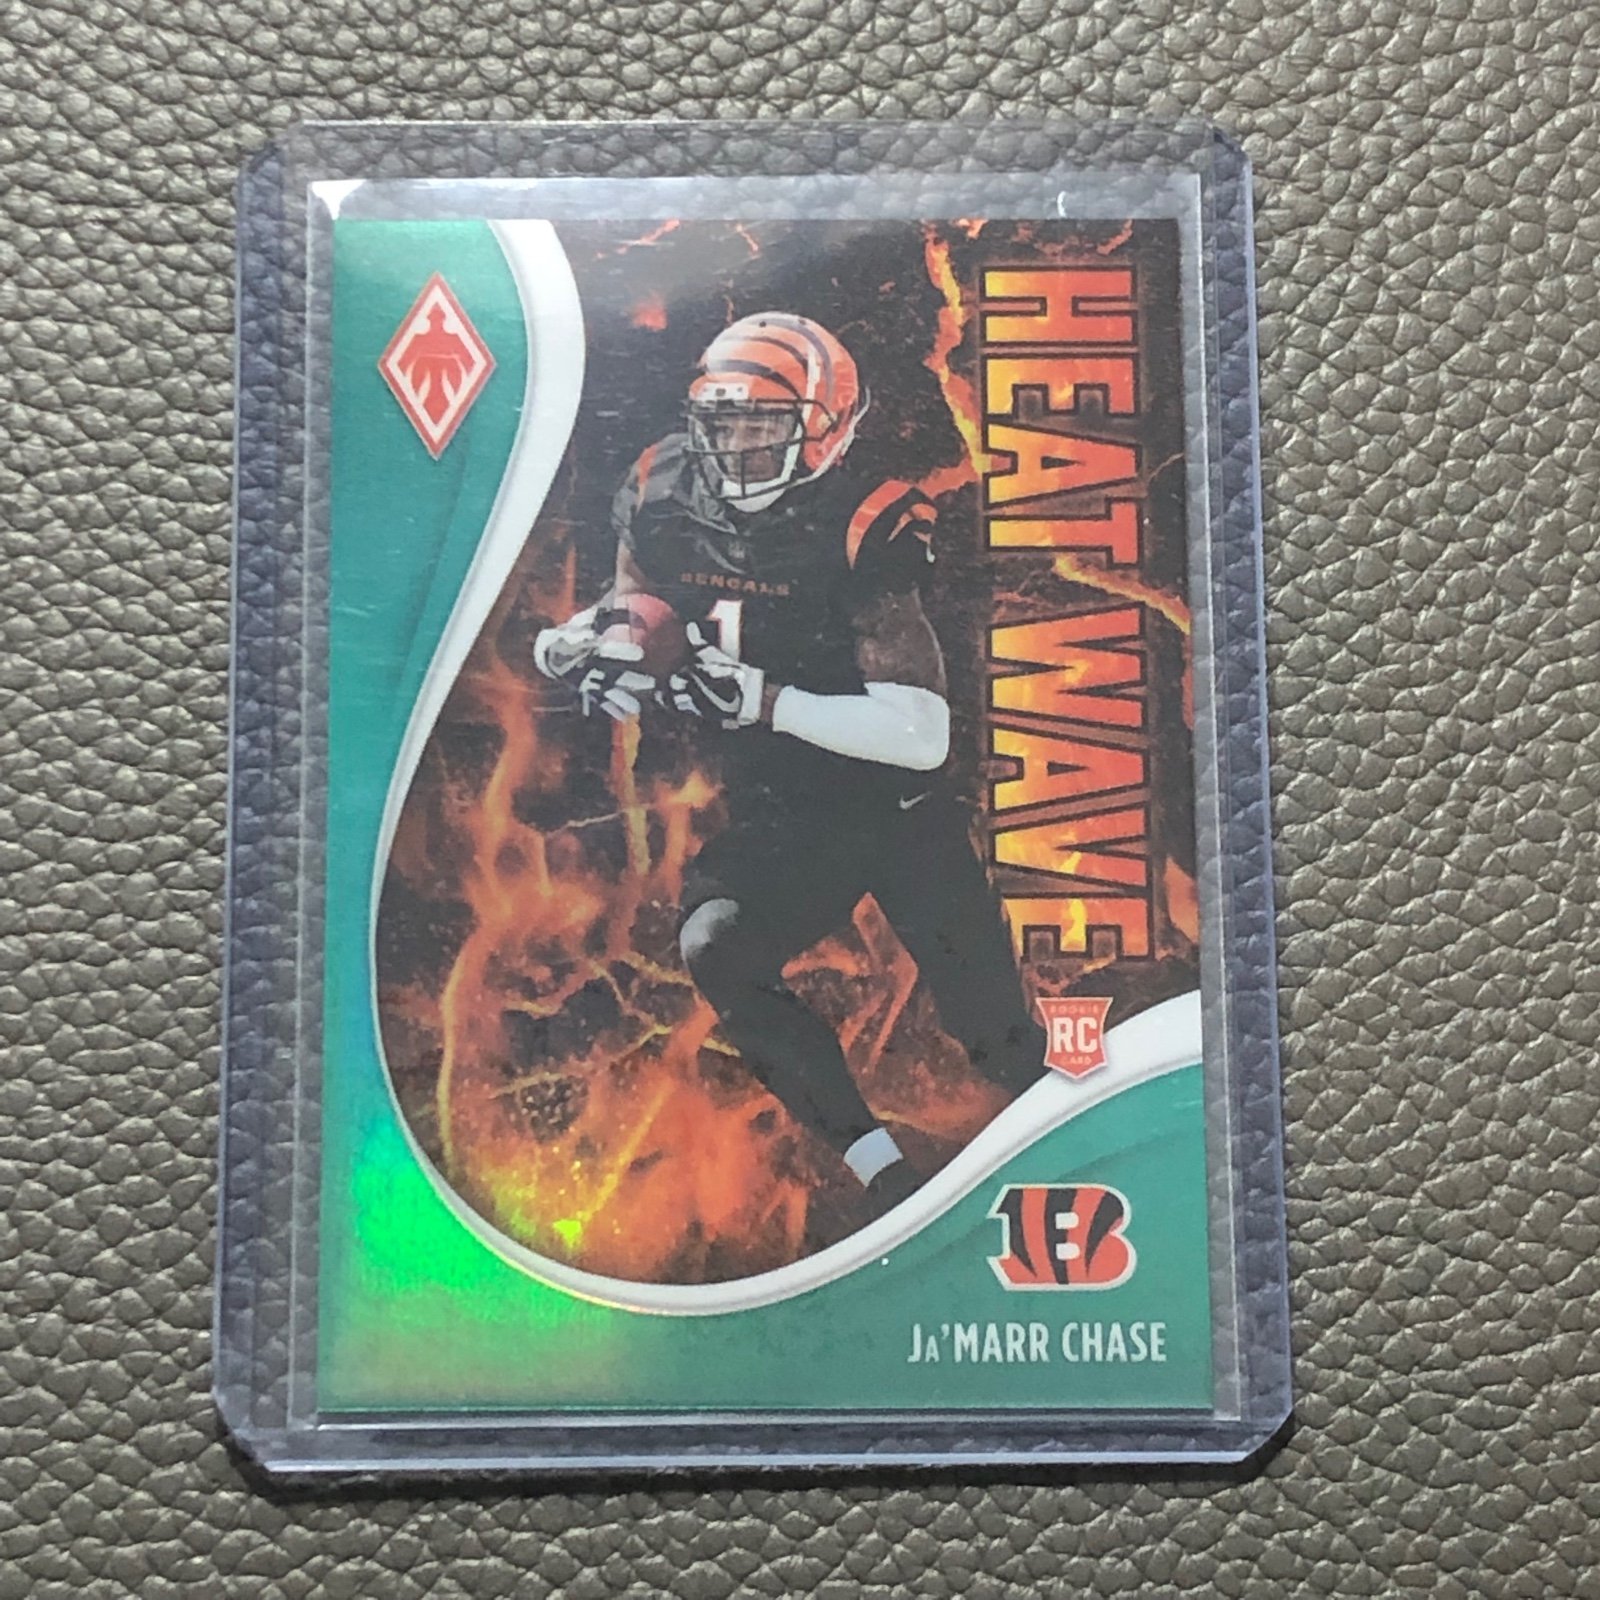 HEAT WAVE
BENGALS
1
ROOKIE
RC
CARD
B
JA'MARR CHASE